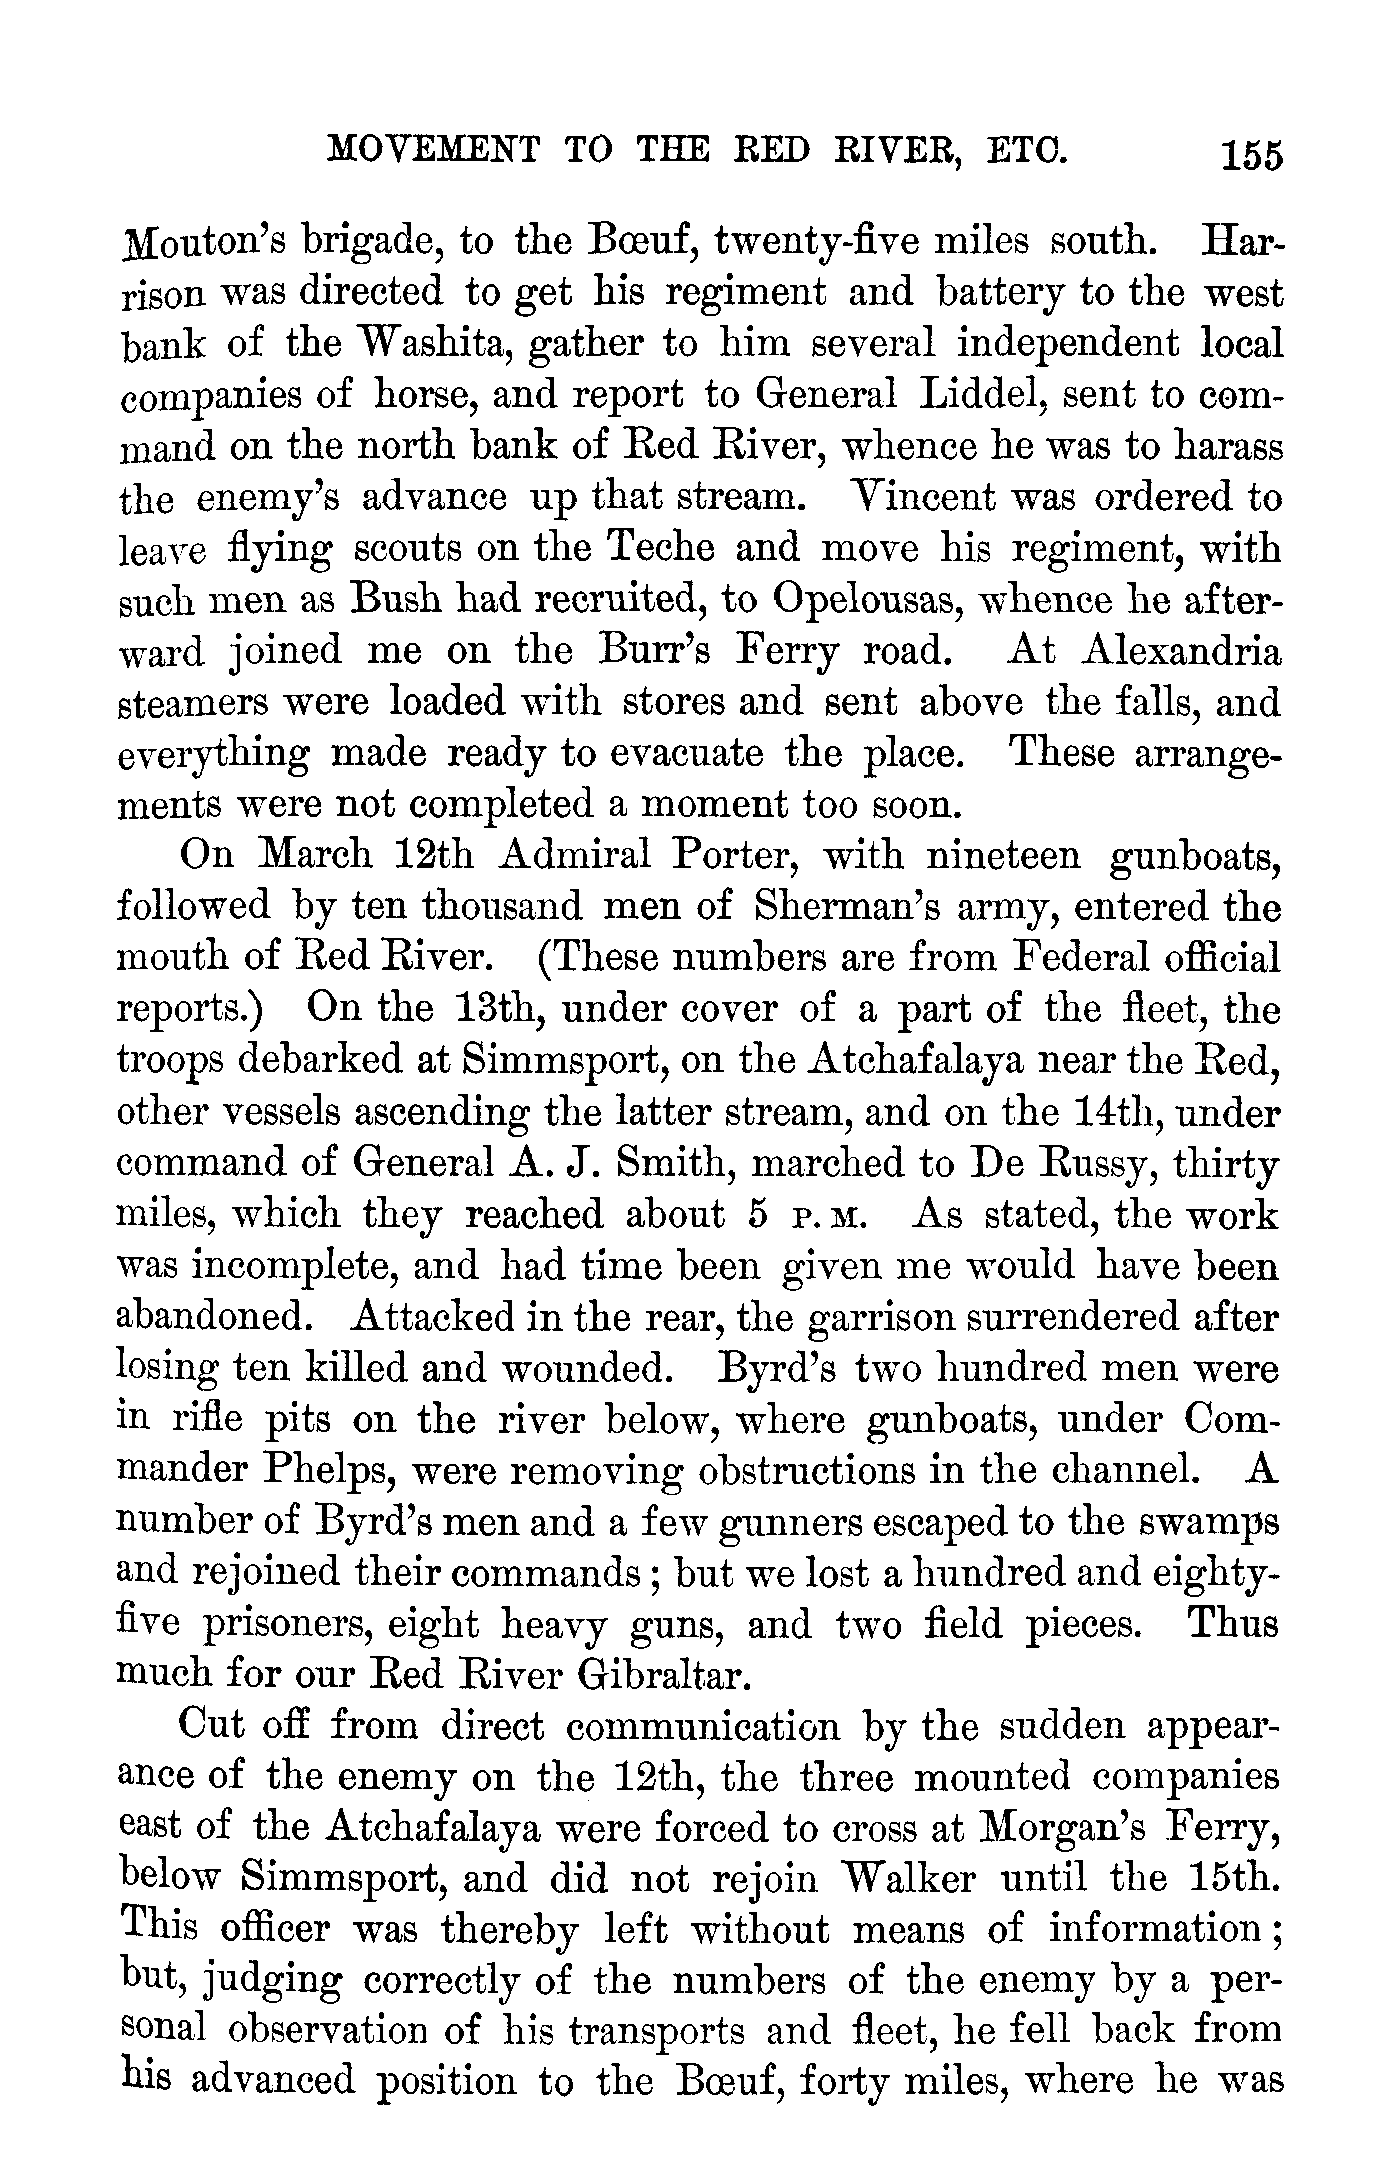 MOVEMENT TO THE RED RIVER, ETC. 155
Mouton's brigade, to the Bœuf, twenty-five miles south. Har-
rison was directed to get his regiment and battery to the west
bank of the Washita, gather to him several independent local
companies of horse, and report to General Liddel, sent to com-
mand on the north bank of Red River, whence he was to harass
the enemy's advance up that stream. Vincent was ordered to
leave flying scouts on the Teche and move his regiment, with
such men as Bush had recruited, to Opelousas, whence he after-
ward joined me on the Burr's Ferry road. At Alexandria
steamers were loaded with stores and sent above the falls, and
everything made ready to evacuate the place. These arrange-
ments were not completed a moment too soon.
On March 12th Admiral Porter, with nineteen gunboats,
followed by ten thousand men of Sherman's army, entered the
mouth of Red River. (These numbers are from Federal official
reports.) On the 13th, under cover of a part of the fleet, the
troops debarked at Simmsport, on the Atchafalaya near the Red,
other vessels ascending the latter stream, and on the 14th, under
command of General A. J. Smith, marched to De Russy, thirty
miles, which they reached about 5 P. M. As stated, the work
was incomplete, and had time been given me would have been
abandoned. Attacked in the rear, the garrison surrendered after
losing ten killed and wounded. Byrd's two hundred men were
in rifle pits on the river below, where gunboats, under Com-
mander Phelps, were removing obstructions in the channel. A
number of Byrd's men and a few gunners escaped to the swamps
and rejoined their commands; but we lost a hundred and eighty-
five prisoners, eight heavy guns, and two field pieces. Thus
much for our Red River Gibraltar.
Cut off from direct communication by the sudden appear-
ance of the enemy on the 12th, the three mounted companies
east of the Atchafalaya were forced to cross at Morgan's Ferry,
below Simmsport, and did not rejoin Walker until the 15th.
This officer was thereby left without means of information;
but, judging correctly of the numbers of the enemy by a per-
sonal observation of his transports and fleet, he fell back from
his advanced position to the Bœuf, forty miles, where he was